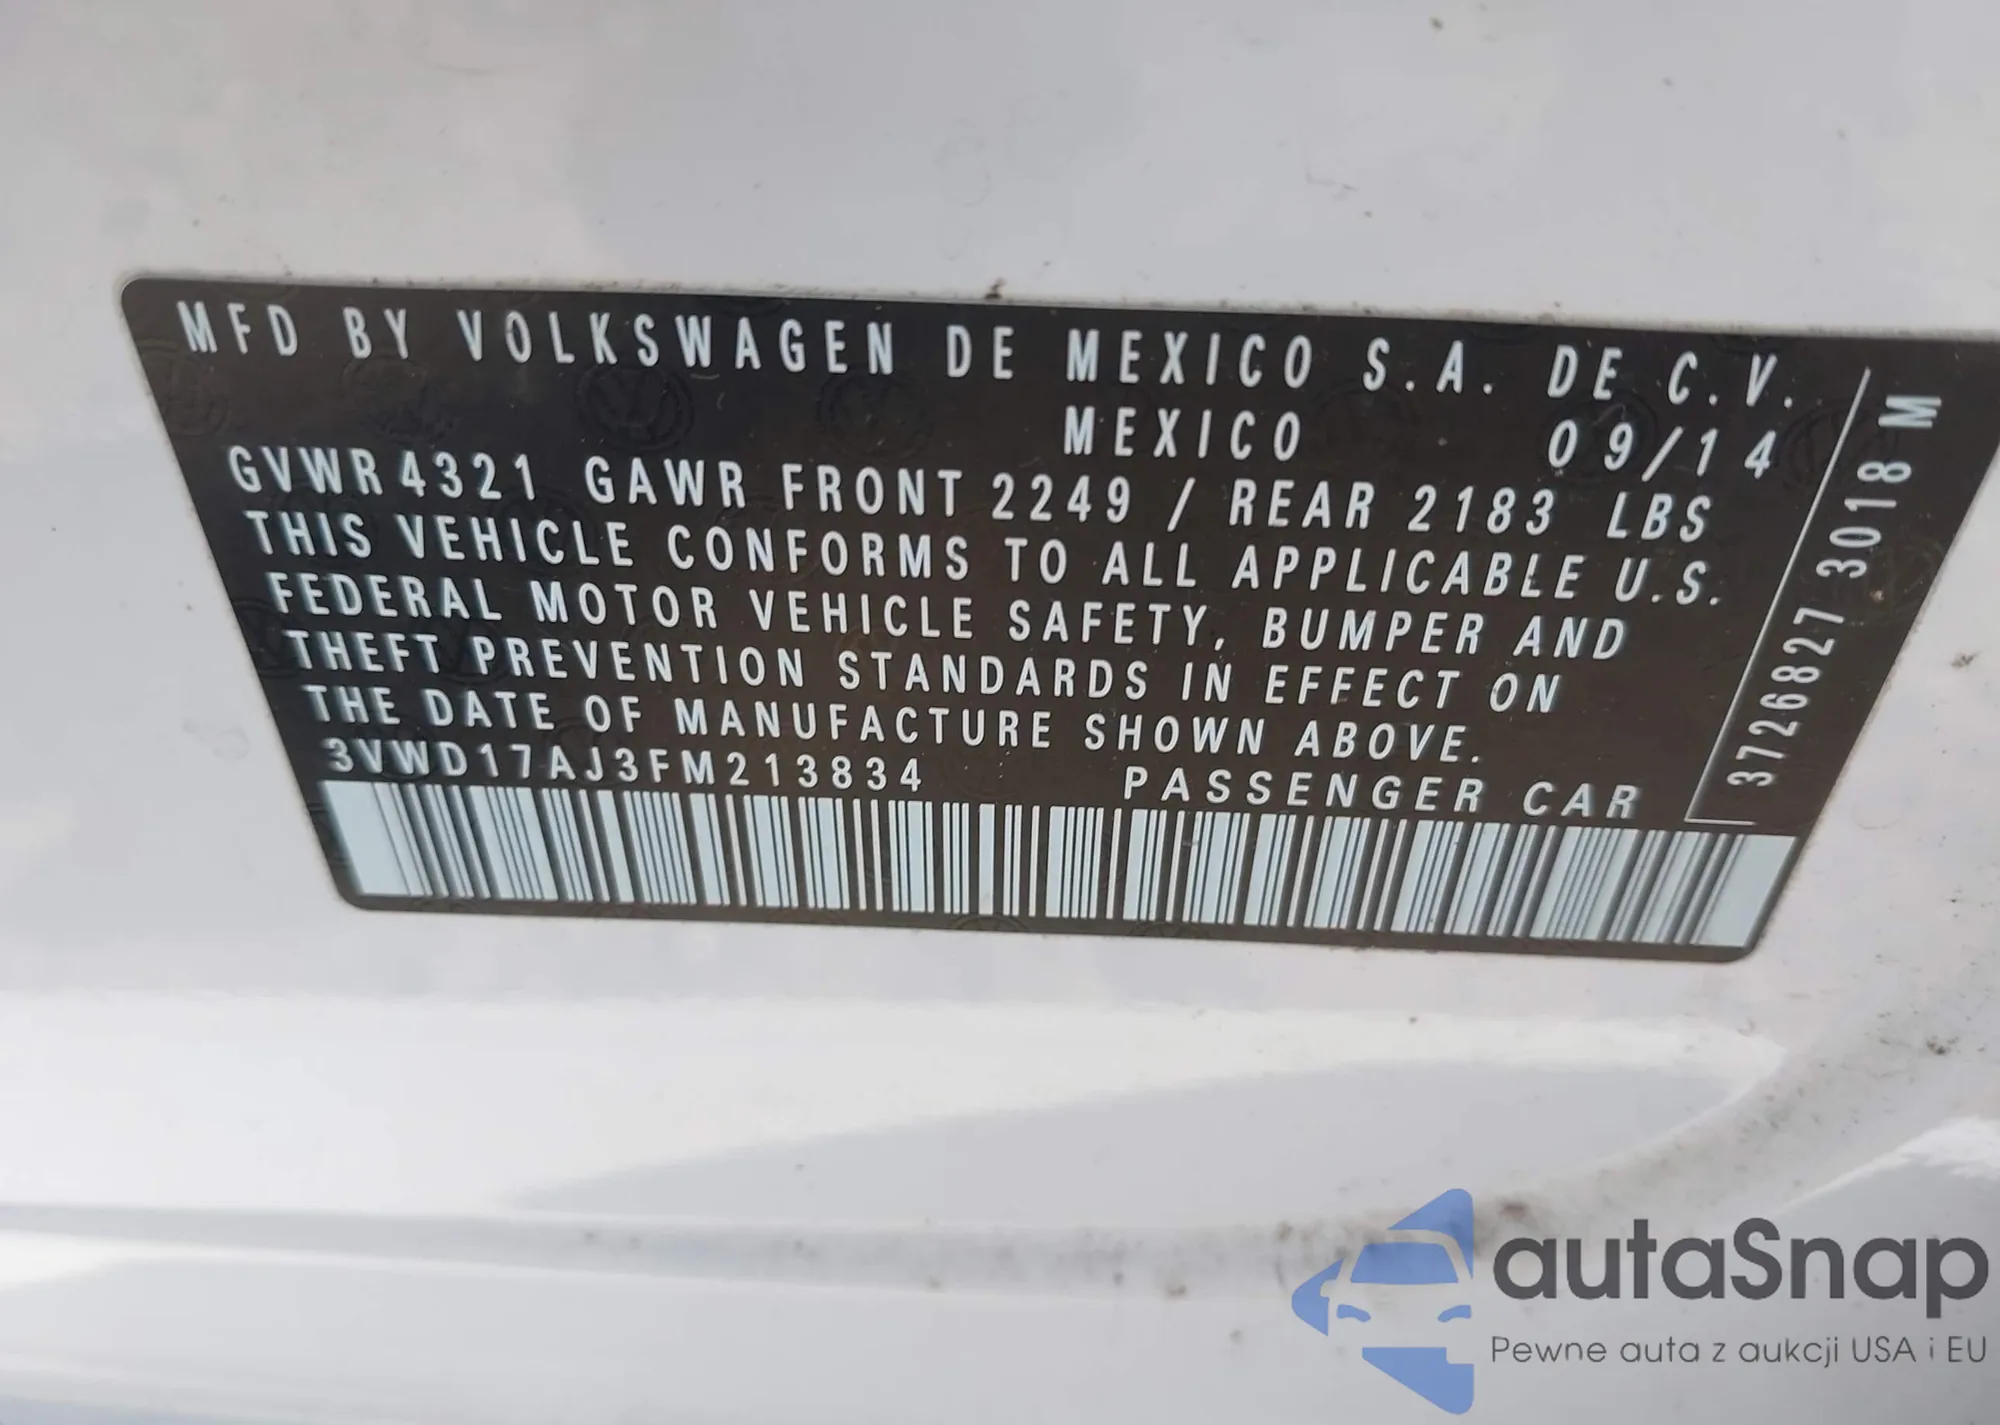 MFD BY VOLKSWAGEN DE MEXICO S.A. DE C.V.
MEXICO 09/14
GVWR 4321 GAWR FRONT 2249 / REAR 2183 LBS
THIS VEHICLE CONFORMS TO ALL APPLICABLE U.S.
FEDERAL MOTOR VEHICLE SAFETY, BUMPER AND
THEFT PREVENTION STANDARDS IN EFFECT ON
THE DATE OF MANUFACTURE SHOWN ABOVE.
3VWD17AJ3FM213834 PASSENGER CAR
3726827 3018 M
autaSnap
Pewne auta z aukcji USA i EU